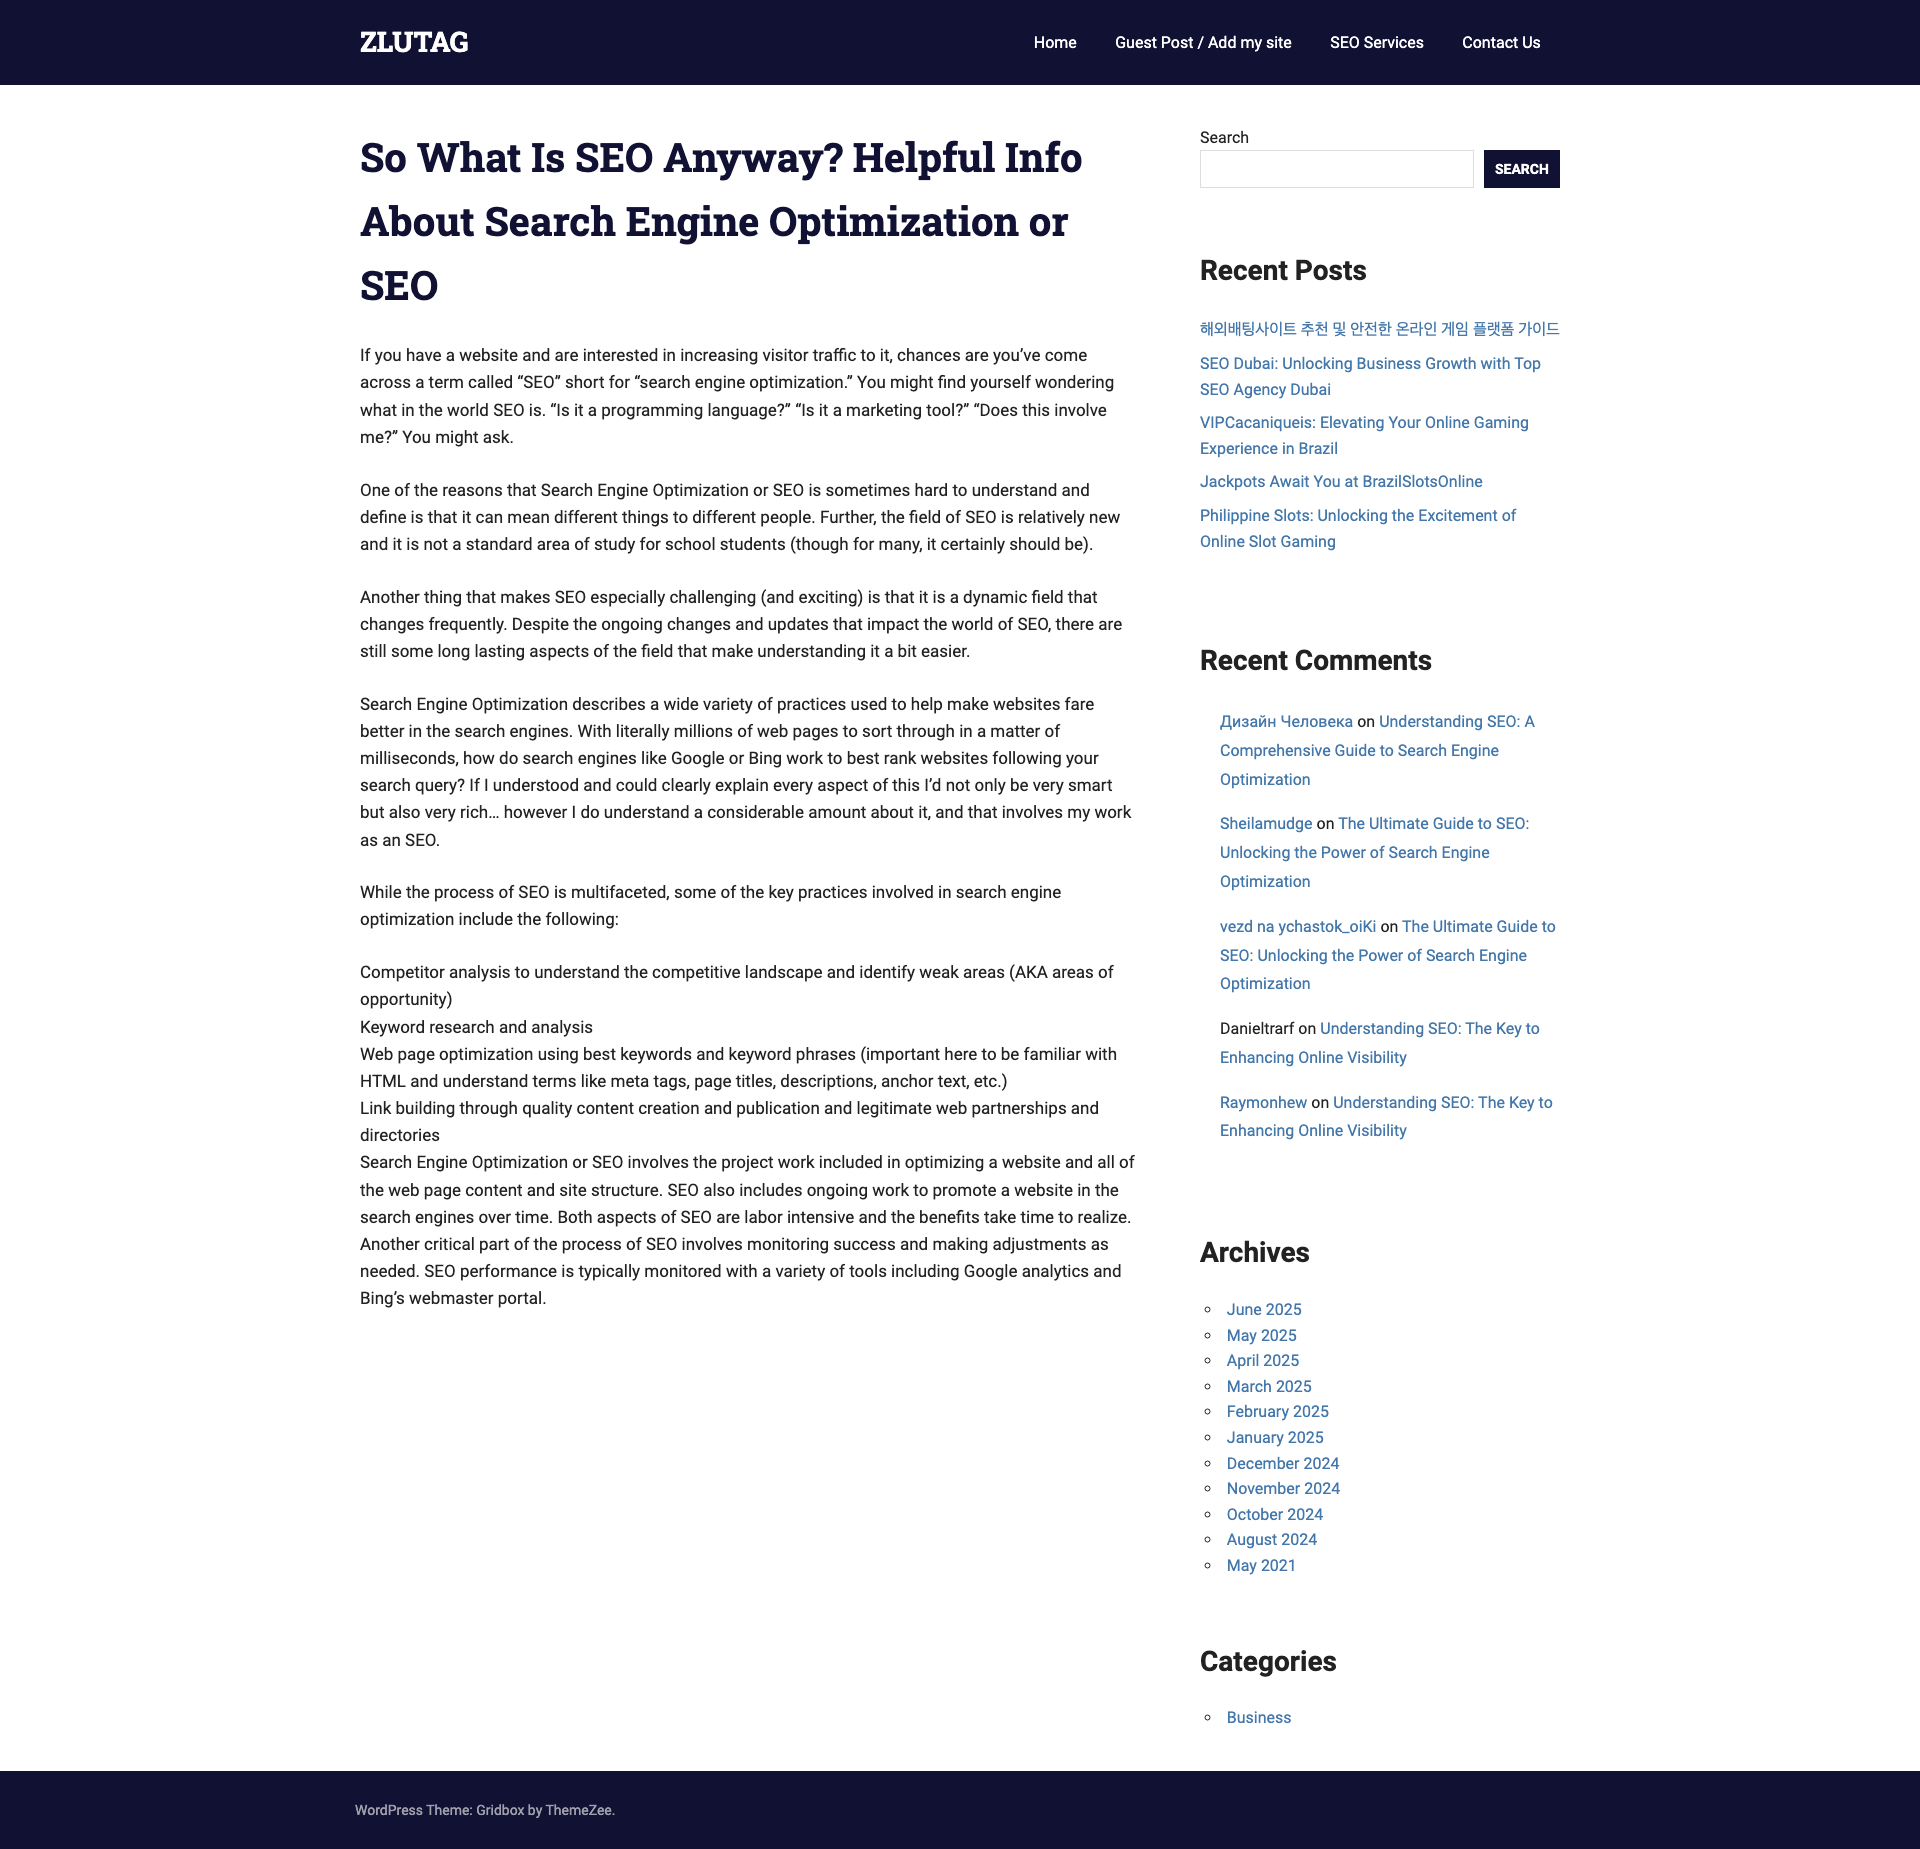 ZLUTAG
Home
Guest Post / Add my site
SEO Services
Contact Us
So What Is SEO Anyway? Helpful Info
About Search Engine Optimization or
SEO
If you have a website and are interested in increasing visitor traffic to it, chances are you’ve come
across a term called “SEO” short for “search engine optimization.” You might find yourself wondering
what in the world SEO is. “Is it a programming language?” “Is it a marketing tool?” “Does this involve
me?” You might ask.
One of the reasons that Search Engine Optimization or SEO is sometimes hard to understand and
define is that it can mean different things to different people. Further, the field of SEO is relatively new
and it is not a standard area of study for school students (though for many, it certainly should be).
Another thing that makes SEO especially challenging (and exciting) is that it is a dynamic field that
changes frequently. Despite the ongoing changes and updates that impact the world of SEO, there are
still some long lasting aspects of the field that make understanding it a bit easier.
Search Engine Optimization describes a wide variety of practices used to help make websites fare
better in the search engines. With literally millions of web pages to sort through in a matter of
milliseconds, how do search engines like Google or Bing work to best rank websites following your
search query? If I understood and could clearly explain every aspect of this I’d not only be very smart
but also very rich… however I do understand a considerable amount about it, and that involves my work
as an SEO.
While the process of SEO is multifaceted, some of the key practices involved in search engine
optimization include the following:
Competitor analysis to understand the competitive landscape and identify weak areas (AKA areas of
opportunity)
Keyword research and analysis
Web page optimization using best keywords and keyword phrases (important here to be familiar with
HTML and understand terms like meta tags, page titles, descriptions, anchor text, etc.)
Link building through quality content creation and publication and legitimate web partnerships and
directories
Search Engine Optimization or SEO involves the project work included in optimizing a website and all of
the web page content and site structure. SEO also includes ongoing work to promote a website in the
search engines over time. Both aspects of SEO are labor intensive and the benefits take time to realize.
Another critical part of the process of SEO involves monitoring success and making adjustments as
needed. SEO performance is typically monitored with a variety of tools including Google analytics and
Bing’s webmaster portal.
Search
SEARCH
Recent Posts
해외배팅사이트 추천 및 안전한 온라인 게임 플랫폼 가이드
SEO Dubai: Unlocking Business Growth with Top
SEO Agency Dubai
VIPCacaniqueis: Elevating Your Online Gaming
Experience in Brazil
Jackpots Await You at BrazilSlotsOnline
Philippine Slots: Unlocking the Excitement of
Online Slot Gaming
Recent Comments
Дизайн Человека on Understanding SEO: A
Comprehensive Guide to Search Engine
Optimization
Sheilamudge on The Ultimate Guide to SEO:
Unlocking the Power of Search Engine
Optimization
vezd na ychastok_oiKi on The Ultimate Guide to
SEO: Unlocking the Power of Search Engine
Optimization
Danieltrarf on Understanding SEO: The Key to
Enhancing Online Visibility
Raymonhew on Understanding SEO: The Key to
Enhancing Online Visibility
Archives
June 2025
May 2025
April 2025
March 2025
February 2025
January 2025
December 2024
November 2024
October 2024
August 2024
May 2021
Categories
Business
WordPress Theme: Gridbox by ThemeZee.